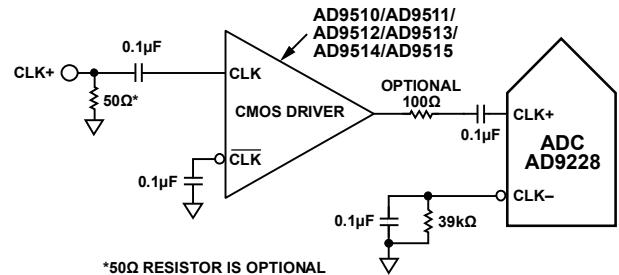 AD9510/AD9511/
AD9512/AD9513/
AD9514/AD9515
0.1µF
CLK+
50Ω*
CLK
CMOS DRIVER
CLK
0.1µF
OPTIONAL
100Ω
0.1µF
CLK+
ADC
AD9228
CLK–
0.1µF
39kΩ
*50Ω RESISTOR IS OPTIONAL